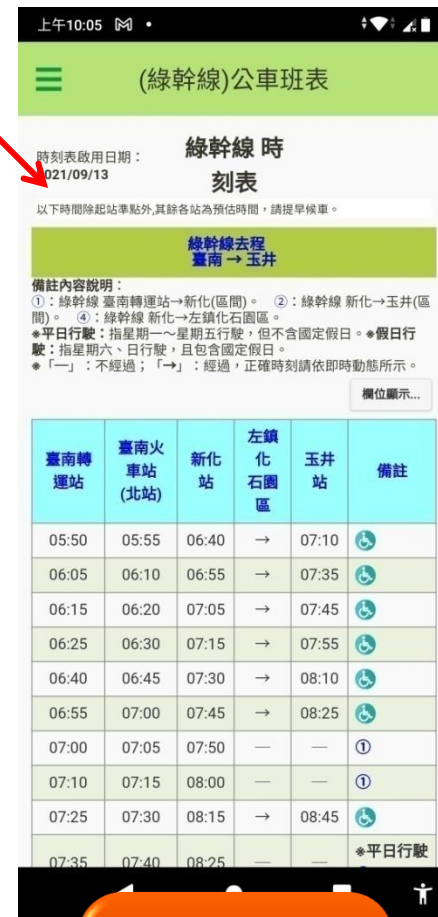 上午10:05
(綠幹線)公車班表
時刻表啟用日期：
2021/09/13
綠幹線 時
刻表
以下時間除起站準點外,其餘各站為預估時間，請提早候車。
綠幹線去程
臺南 → 玉井
備註內容說明：
①：綠幹線 臺南轉運站→新化(區間)。 ②：綠幹線 新化→玉井(區
間)。 ④：綠幹線 新化→左鎮化石園區。
※平日行駛：指星期一～星期五行駛，但不含國定假日。※假日行
駛：指星期六、日行駛，且包含國定假日。
※「—」：不經過；「→」：經過，正確時刻請依即時動態所示。
欄位顯示...
臺南轉
運站
臺南火
車站
(北站)
新化
站
左鎮
化
石園
區
玉井
站
備註
05:50 05:55 06:40 → 07:10
06:05 06:10 06:55 → 07:35
06:15 06:20 07:05 → 07:45
06:25 06:30 07:15 → 07:55
06:40 06:45 07:30 → 08:10
06:55 07:00 07:45 → 08:25
07:00 07:05 07:50 — — ①
07:10 07:15 08:00 — — ①
07:25 07:30 08:15 → 08:45
07:35 07:40 08:25 — — ※平日行駛